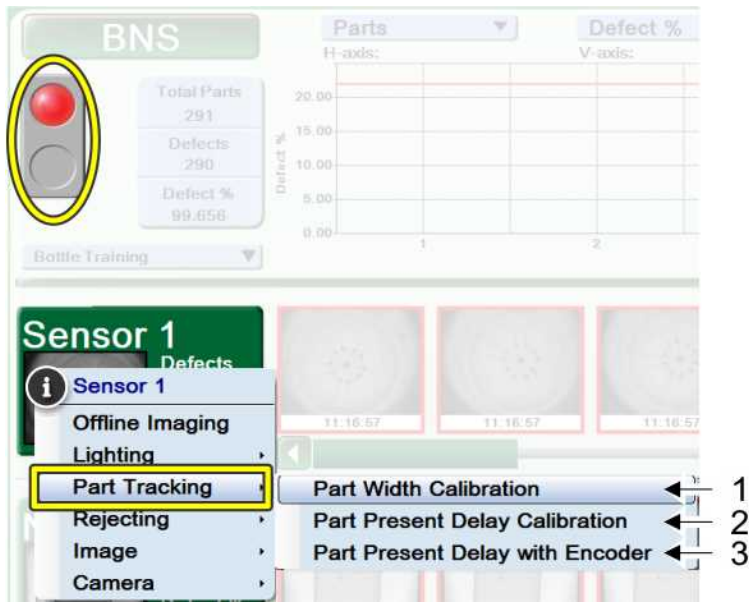 BNS
Parts
Defect %
H-axis:
V-axis:
Total Parts
291
Defects
290
Defect %
99.656
Defect %
20.00
15.00
10.00
5.00
0.00
1
2
Bottle Training
Sensor 1
Defects
11:16:57
11:16:57
11:16:57
i
Sensor 1
Offline Imaging
Lighting
Part Tracking
Rejecting
Image
Camera
Part Width Calibration
1
Part Present Delay Calibration
2
Part Present Delay with Encoder
3